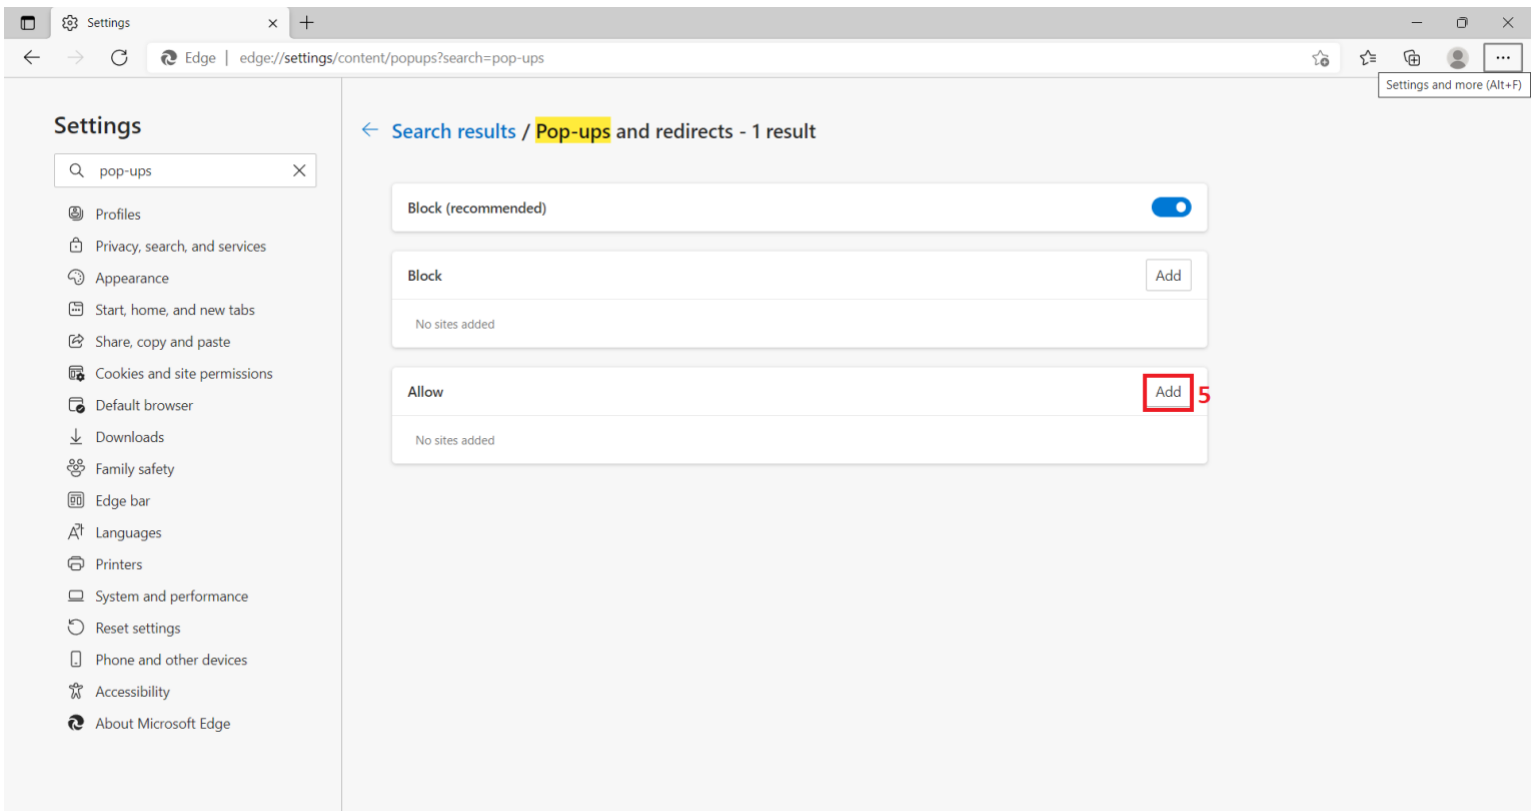 Settings
Edge | edge://settings/content/popups?search=pop-ups
Settings and more (Alt+F)
Settings
pop-ups
Profiles
Privacy, search, and services
Appearance
Start, home, and new tabs
Share, copy and paste
Cookies and site permissions
Default browser
Downloads
Family safety
Edge bar
Languages
Printers
System and performance
Reset settings
Phone and other devices
Accessibility
About Microsoft Edge
Search results / Pop-ups and redirects - 1 result
Block (recommended)
Block Add
No sites added
Allow Add 5
No sites added